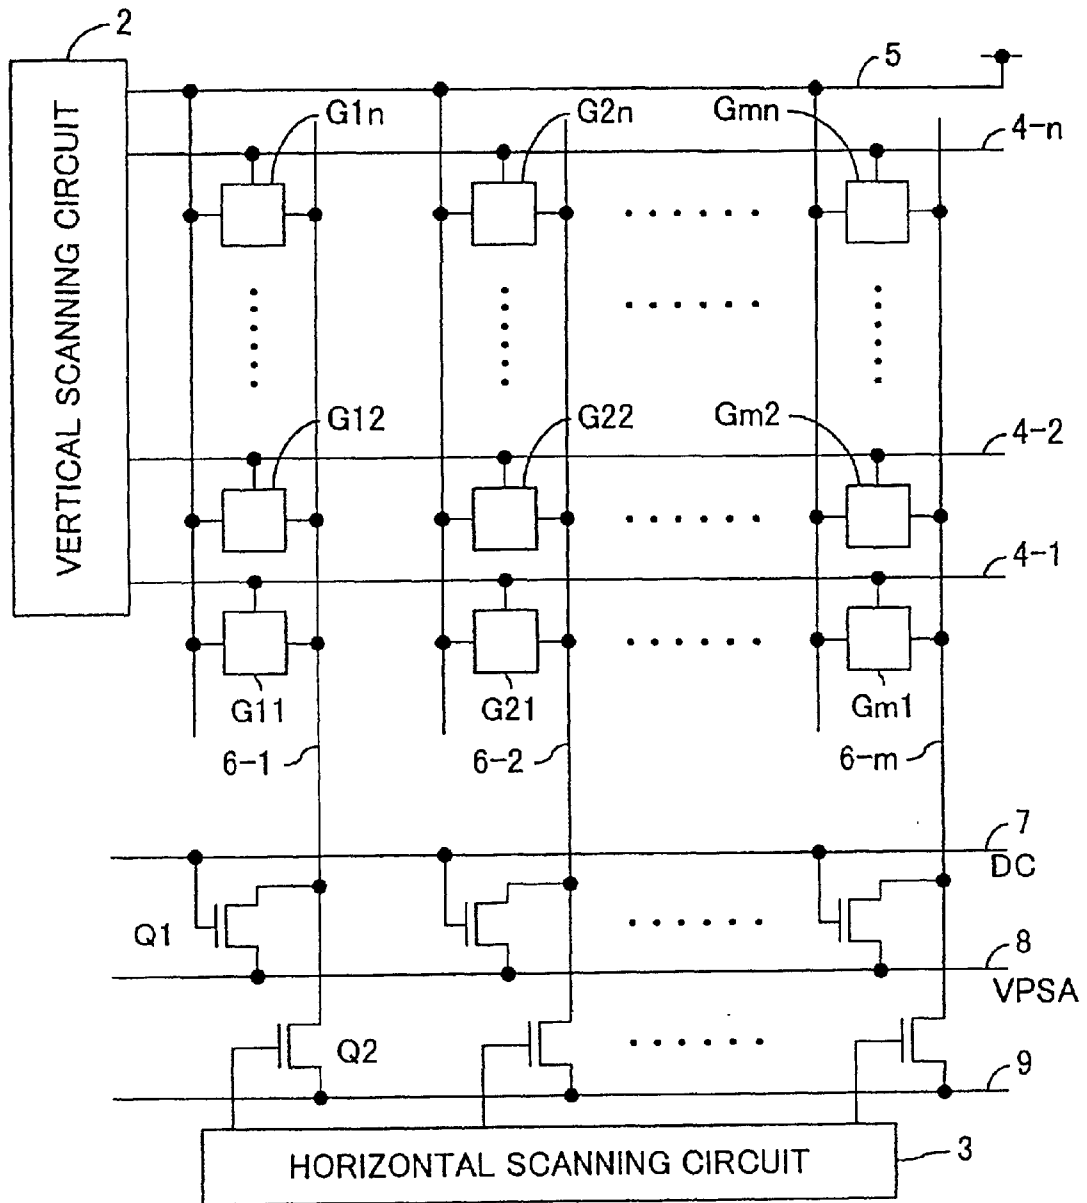 2
5
G1n
G2n
Gmn
4-n
VERTICAL SCANNING CIRCUIT
G12
G22
Gm2
4-2
4-1
G11
G21
Gm1
6-1
6-2
6-m
7
DC
Q1
8
VPSA
Q2
9
HORIZONTAL SCANNING CIRCUIT
3